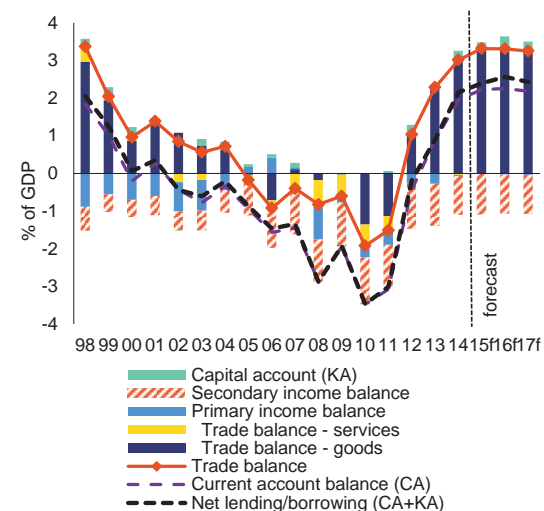 4
3
2
1
0
-1
-2
-3
-4
% of GDP
forecast
98 99 00 01 02 03 04 05 06 07 08 09 10 11 12 13 14 15f16f17f
Capital account (KA)
Secondary income balance
Primary income balance
Trade balance - services
Trade balance - goods
Trade balance
Current account balance (CA)
Net lending/borrowing (CA+KA)